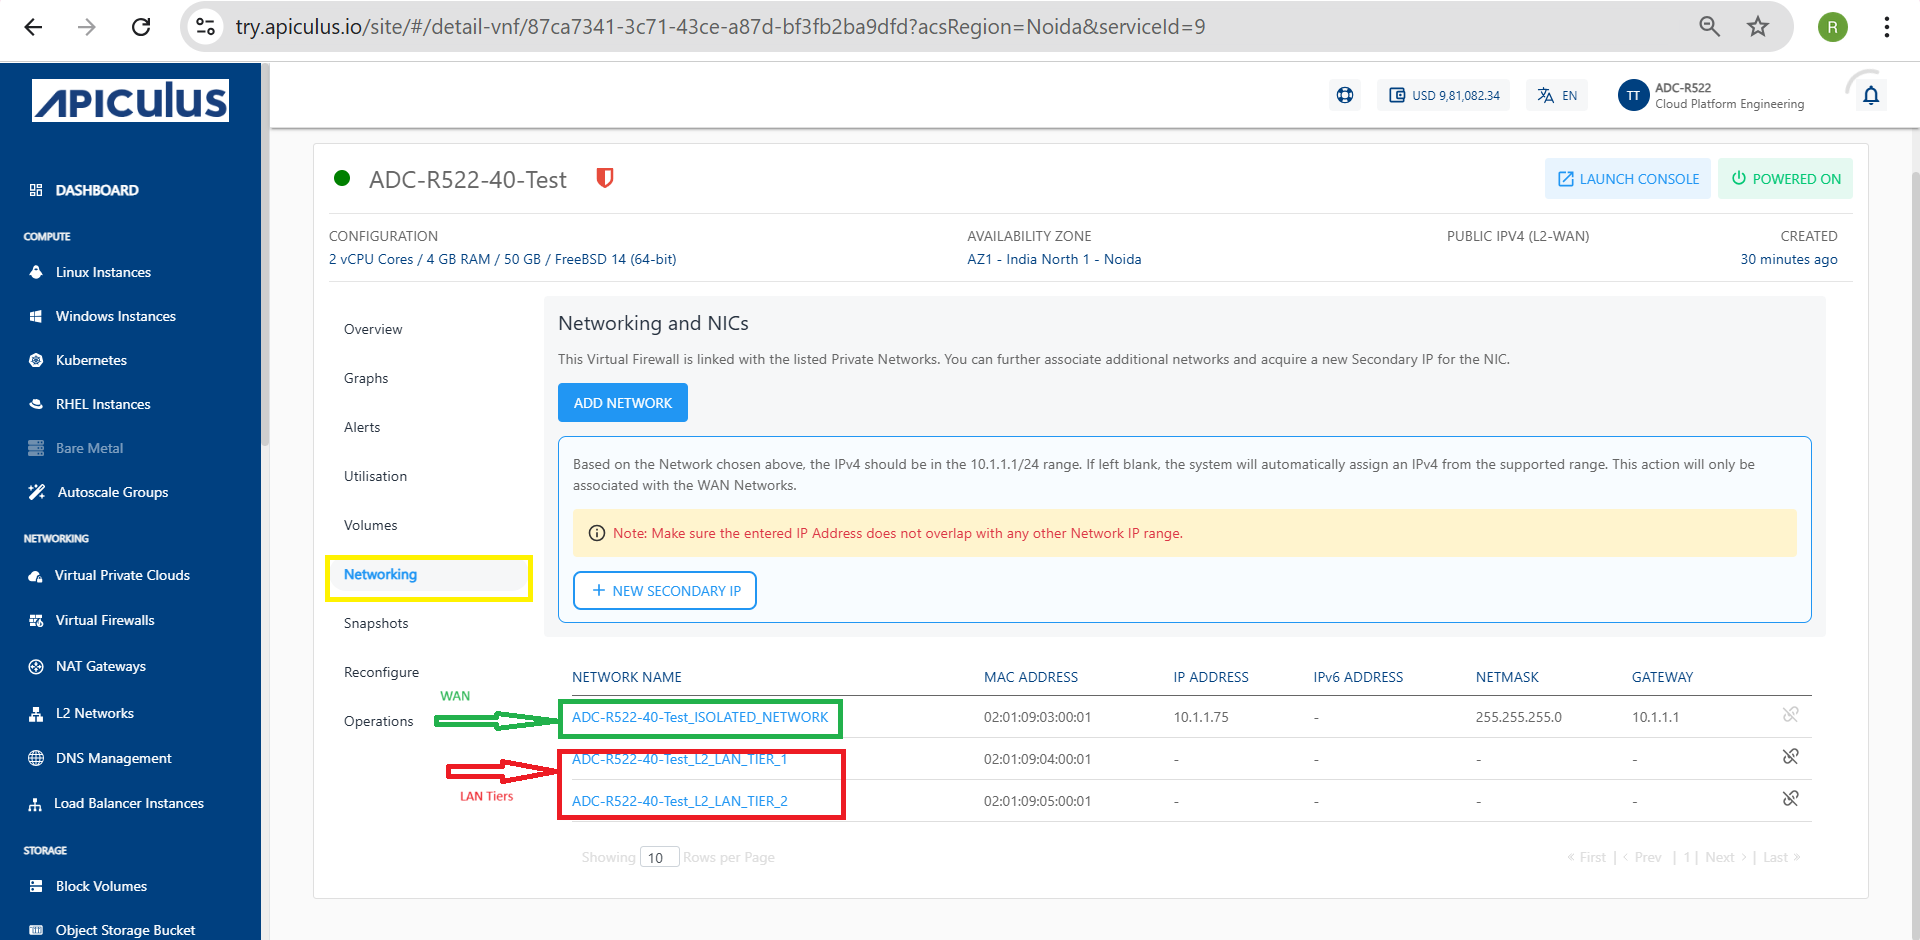 try.apiculus.io/site/#/detail-vnf/87ca7341-3c71-43ce-a87d-bf3fb2ba9dfd?acsRegion=Noida&serviceId=9
R
APICULUS
USD 9,81,082.34
EN
TT
ADC-R522
Cloud Platform Engineering
DASHBOARD
COMPUTE
Linux Instances
Windows Instances
Kubernetes
RHEL Instances
Bare Metal
Autoscale Groups
NETWORKING
Virtual Private Clouds
Virtual Firewalls
NAT Gateways
L2 Networks
DNS Management
Load Balancer Instances
STORAGE
Block Volumes
Object Storage Bucket
ADC-R522-40-Test
LAUNCH CONSOLE
POWERED ON
CONFIGURATION
2 vCPU Cores / 4 GB RAM / 50 GB / FreeBSD 14 (64-bit)
AVAILABILITY ZONE
AZ1 - India North 1 - Noida
PUBLIC IPV4 (L2-WAN)
CREATED
30 minutes ago
Overview
Graphs
Alerts
Utilisation
Volumes
Networking
Snapshots
Reconfigure
Operations
Networking and NICs
This Virtual Firewall is linked with the listed Private Networks. You can further associate additional networks and acquire a new Secondary IP for the NIC.
ADD NETWORK
Based on the Network chosen above, the IPv4 should be in the 10.1.1.1/24 range. If left blank, the system will automatically assign an IPv4 from the supported range. This action will only be
associated with the WAN Networks.
Note: Make sure the entered IP Address does not overlap with any other Network IP range.
+ NEW SECONDARY IP
NETWORK NAME MAC ADDRESS IP ADDRESS IPv6 ADDRESS NETMASK GATEWAY
WAN
ADC-R522-40-Test_ISOLATED_NETWORK 02:01:09:03:00:01 10.1.1.75 - 255.255.255.0 10.1.1.1
ADC-R522-40-Test_L2_LAN_TIER_1 02:01:09:04:00:01 - - - -
LAN Tiers
ADC-R522-40-Test_L2_LAN_TIER_2 02:01:09:05:00:01 - - - -
Showing 10 Rows per Page
« First | ‹ Prev | 1 | Next › | Last »